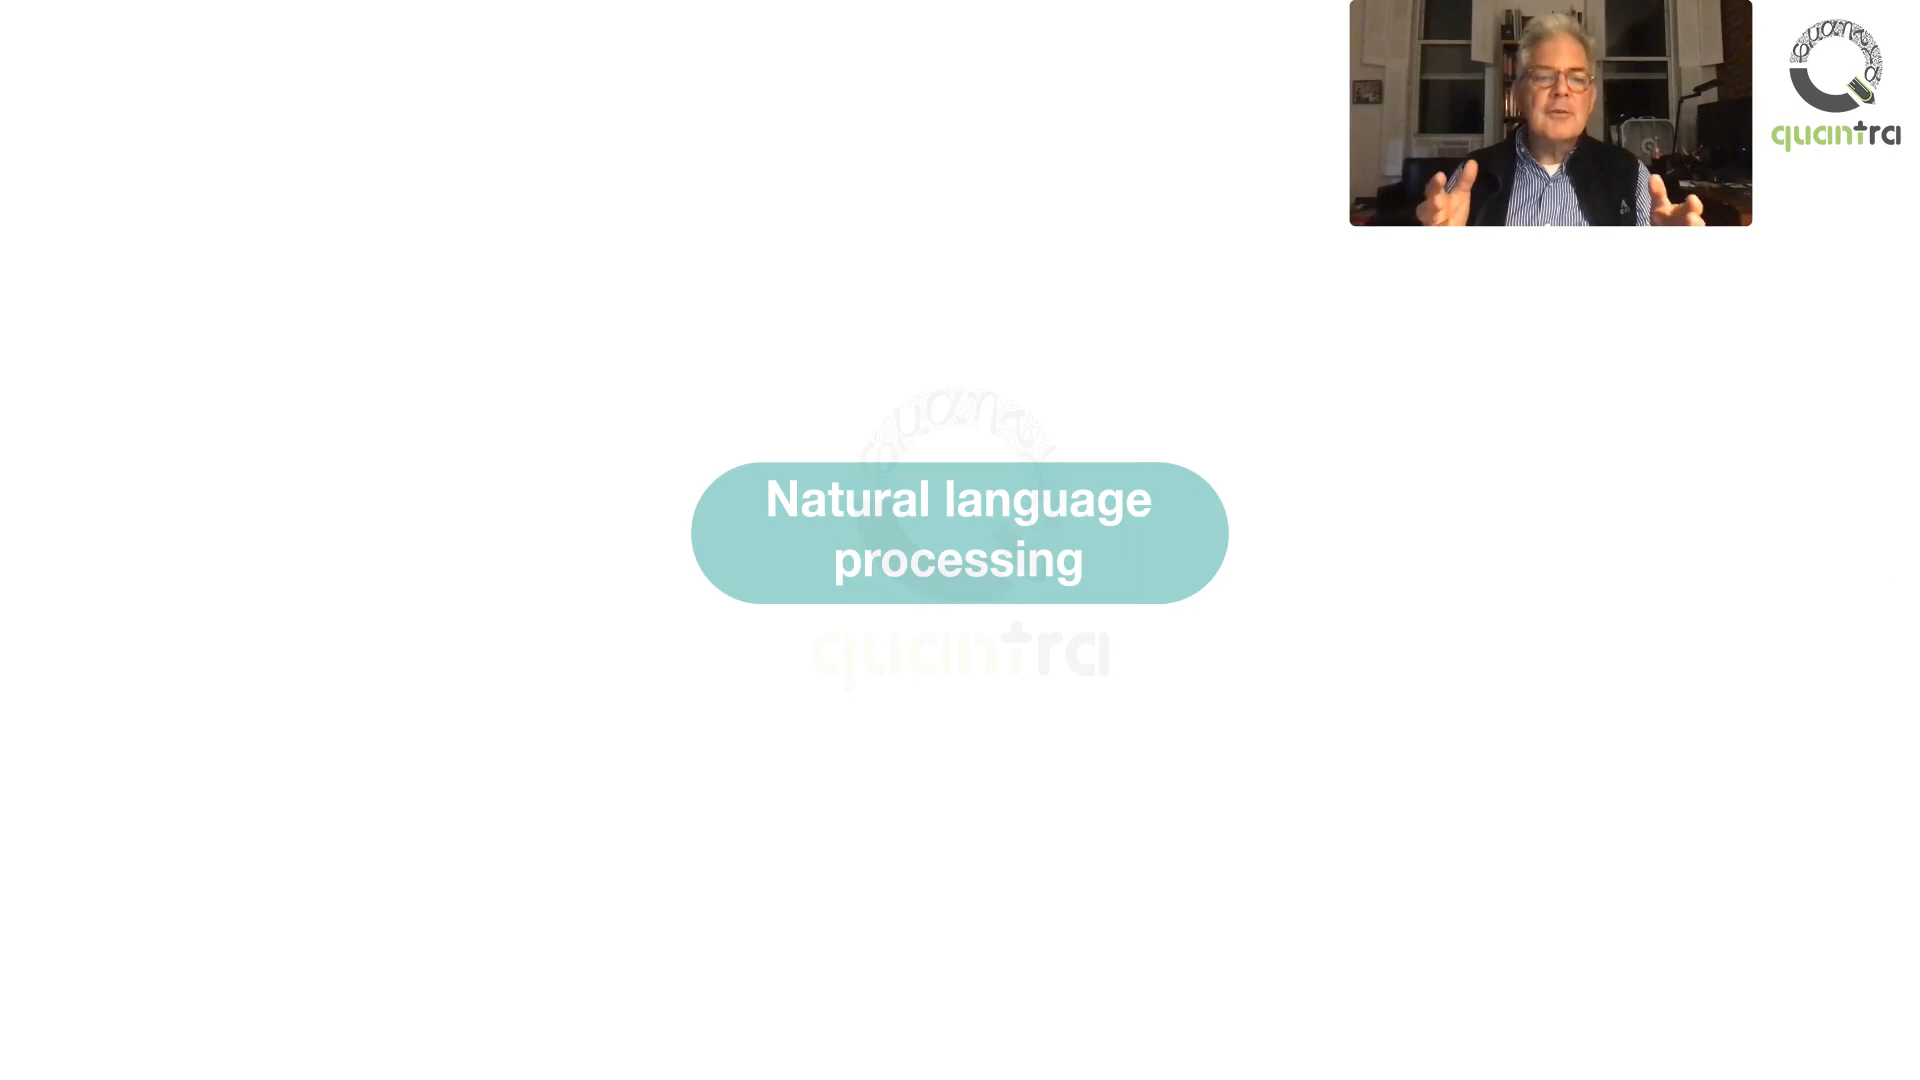 quantra
Natural language
processing
quantra